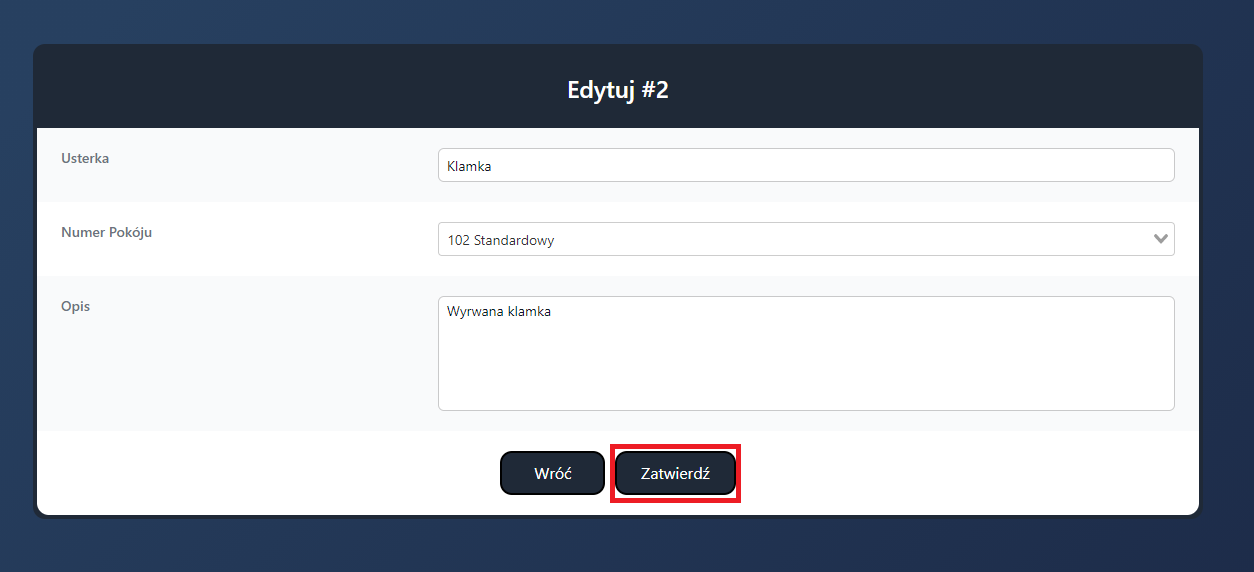 Edytuj #2
Usterka
Klamka
Numer Pokóju
102 Standardowy
Opis
Wyrwana klamka
Wróć
Zatwierdź